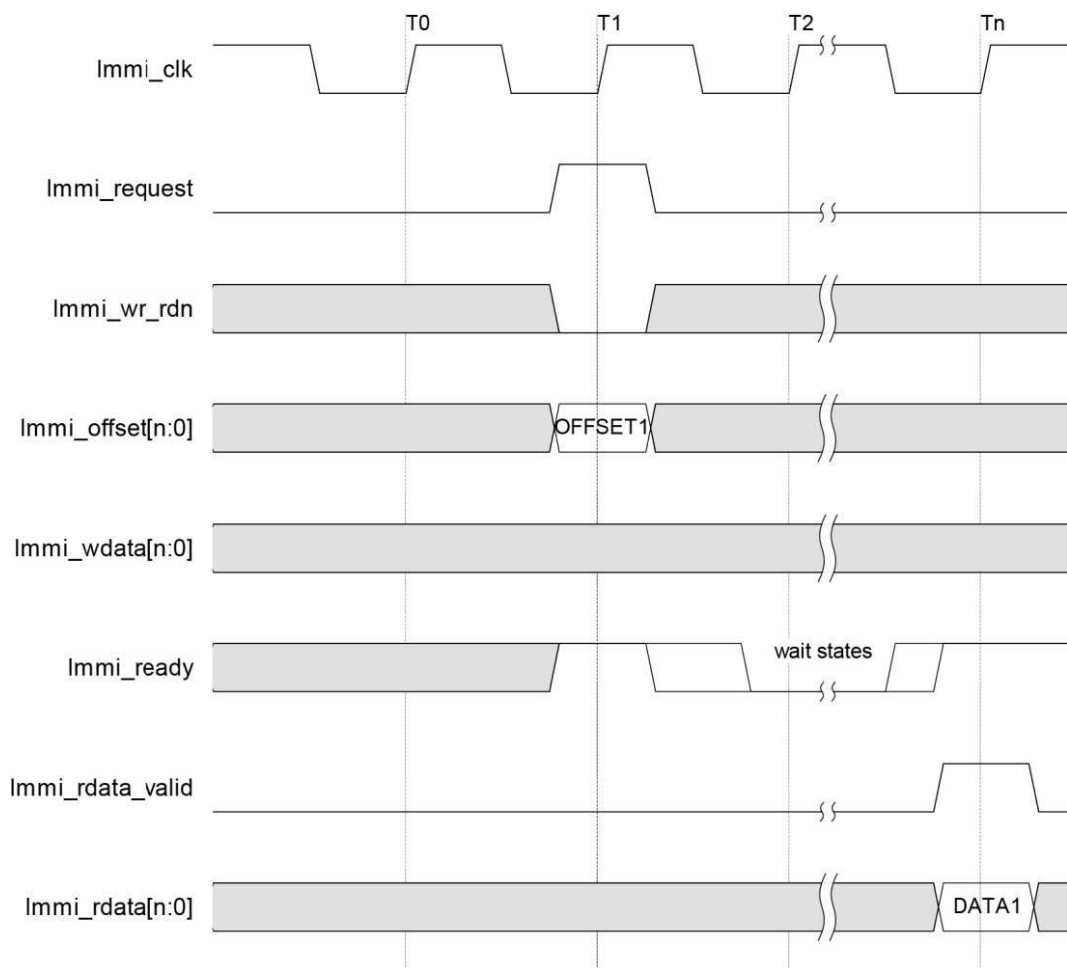 T0 T1 T2 Tn
lmmi_clk
lmmi_request
lmmi_wr_rdn
lmmi_offset[n:0]
OFFSET1
lmmi_wdata[n:0]
lmmi_ready
wait states
lmmi_rdata_valid
lmmi_rdata[n:0]
DATA1